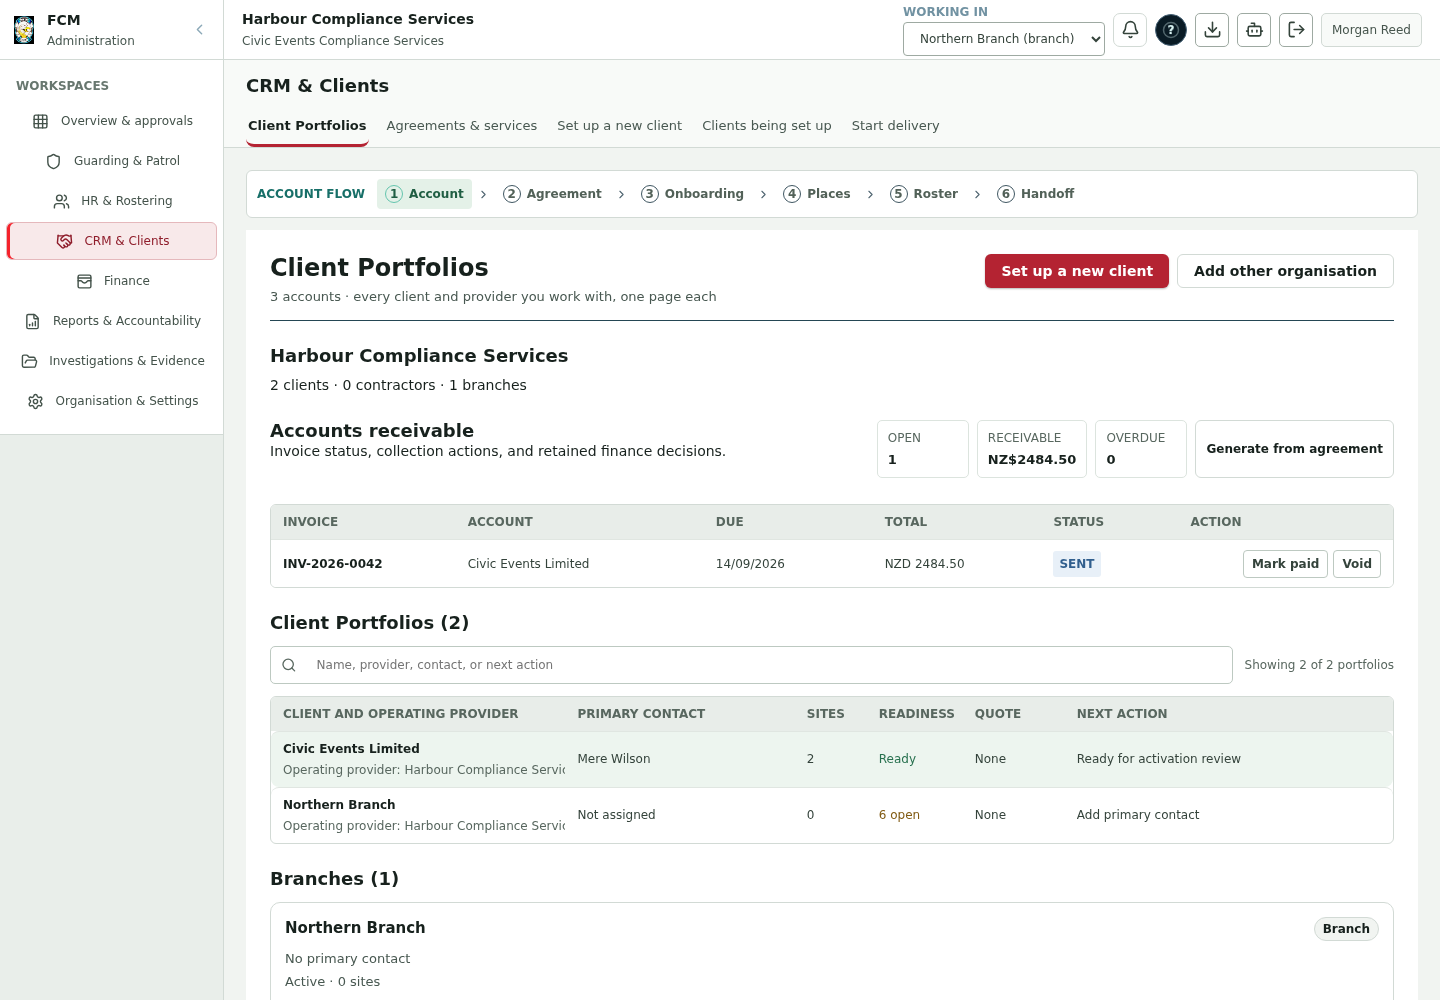 FCM
Administration
WORKSPACES
Overview & approvals
Guarding & Patrol
HR & Rostering
CRM & Clients
Finance
Reports & Accountability
Investigations & Evidence
Organisation & Settings
Harbour Compliance Services
Civic Events Compliance Services
WORKING IN
Northern Branch (branch)
?
Morgan Reed
CRM & Clients
Client Portfolios
Agreements & services
Set up a new client
Clients being set up
Start delivery
ACCOUNT FLOW
1 Account
2 Agreement
3 Onboarding
4 Places
5 Roster
6 Handoff
Client Portfolios
3 accounts · every client and provider you work with, one page each
Set up a new client
Add other organisation
Harbour Compliance Services
2 clients · 0 contractors · 1 branches
Accounts receivable
Invoice status, collection actions, and retained finance decisions.
OPEN
1
RECEIVABLE
NZ$2484.50
OVERDUE
0
Generate from agreement
INVOICE ACCOUNT DUE TOTAL STATUS ACTION
INV-2026-0042 Civic Events Limited 14/09/2026 NZD 2484.50 SENT Mark paid Void
Client Portfolios (2)
Name, provider, contact, or next action
Showing 2 of 2 portfolios
CLIENT AND OPERATING PROVIDER PRIMARY CONTACT SITES READINESS QUOTE NEXT ACTION
Civic Events Limited
Operating provider: Harbour Compliance Servic
Mere Wilson 2 Ready None Ready for activation review
Northern Branch
Operating provider: Harbour Compliance Servic
Not assigned 0 6 open None Add primary contact
Branches (1)
Northern Branch
Branch
No primary contact
Active · 0 sites